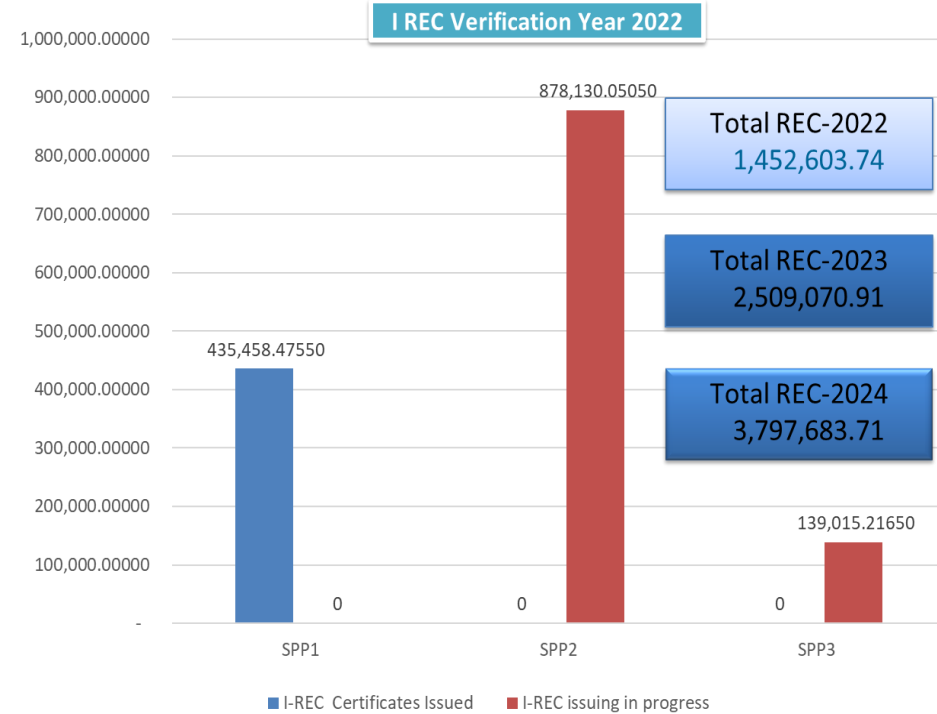 I REC Verification Year 2022
1,000,000.00000
900,000.00000
800,000.00000
700,000.00000
600,000.00000
500,000.00000
400,000.00000
300,000.00000
200,000.00000
100,000.00000
-
435,458.47550
0
0
878,130.05050
0
139,015.21650
Total REC-2022
1,452,603.74
Total REC-2023
2,509,070.91
Total REC-2024
3,797,683.71
SPP1
SPP2
SPP3
I-REC Certificates Issued
I-REC issuing in progress